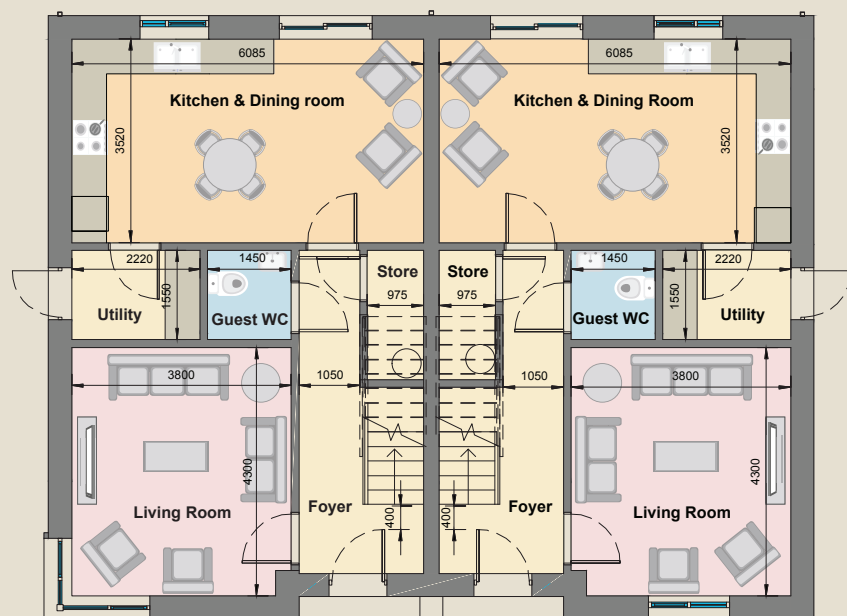 6085
6085
Kitchen & Dining room
Kitchen & Dining Room
3520
3520
2220
1450
Store
Store
1450
2220
1550
975
975
1550
Utility
Guest WC
Guest WC
Utility
3800
1050
1050
3800
4300
4300
Living Room
Foyer
400
400
Foyer
Living Room